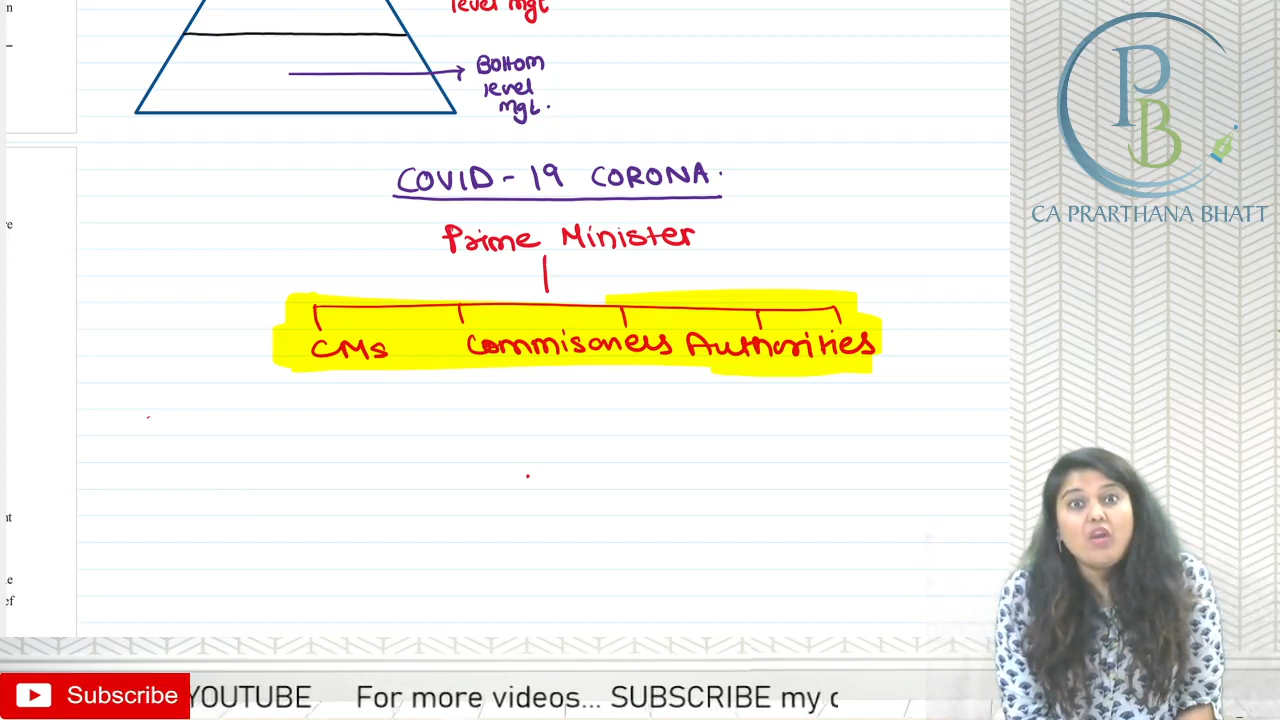 level mgt
Bottom
level
mgt.
COVID-19 CORONA.
Prime Minister
CMs Commisoners Authorities
PB
CA PRARTHANA BHATT
Subscribe
YOUTUBE For more videos... SUBSCRIBE my